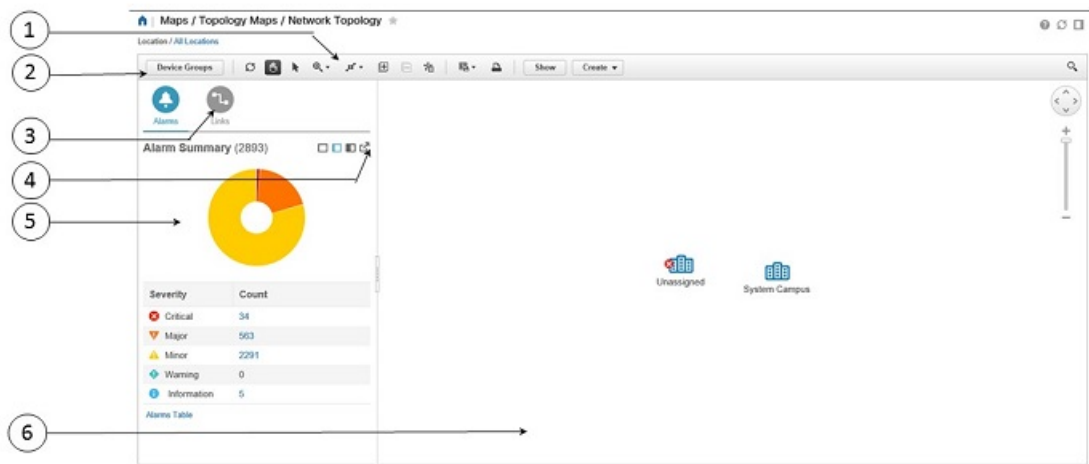 1
Maps / Topology Maps / Network Topology
Location / All Locations
2
Device Groups Show Create
3
Alarms Links
Alarm Summary (2893)
4
5
Unassigned
System Campus
Severity Count
Critical 34
Major 563
Minor 2291
Warning 0
Information 5
Alarms Table
6